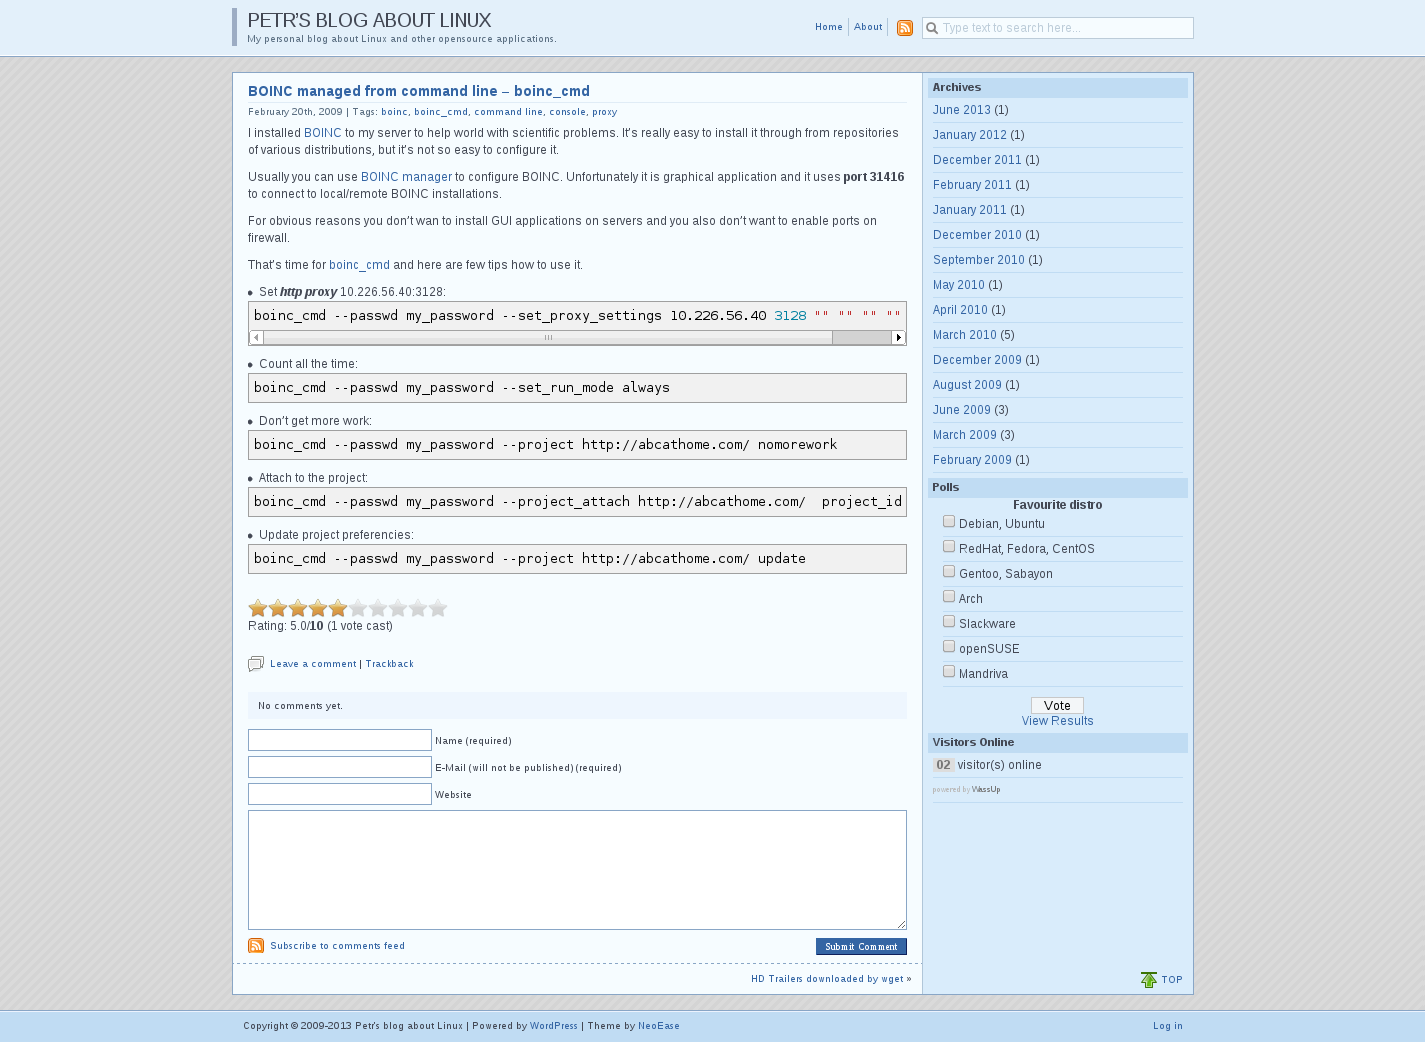 PETR'S BLOG ABOUT LINUX
My personal blog about Linux and other opensource applications.
Home
About
Type text to search here...
BOINC managed from command line – boinc_cmd
February 20th, 2009 | Tags: boinc, boinc_cmd, command line, console, proxy
I installed BOINC to my server to help world with scientific problems. It's really easy to install it through from repositories
of various distributions, but it's not so easy to configure it.
Usually you can use BOINC manager to configure BOINC. Unfortunately it is graphical application and it uses port 31416
to connect to local/remote BOINC installations.
For obvious reasons you don't wan to install GUI applications on servers and you also don't want to enable ports on
firewall.
That's time for boinc_cmd and here are few tips how to use it.
• Set http proxy 10.226.56.40:3128:
boinc_cmd --passwd my_password --set_proxy_settings 10.226.56.40 3128 "" "" "" ""
• Count all the time:
boinc_cmd --passwd my_password --set_run_mode always
• Don't get more work:
boinc_cmd --passwd my_password --project http://abcathome.com/ nomorework
• Attach to the project:
boinc_cmd --passwd my_password --project_attach http://abcathome.com/  project_id
• Update project preferencies:
boinc_cmd --passwd my_password --project http://abcathome.com/ update
Rating: 5.0/10 (1 vote cast)
Leave a comment | Trackback
No comments yet.
Name (required)
E-Mail (will not be published) (required)
Website
Subscribe to comments feed
Submit Comment
HD Trailers downloaded by wget »
Archives
June 2013 (1)
January 2012 (1)
December 2011 (1)
February 2011 (1)
January 2011 (1)
December 2010 (1)
September 2010 (1)
May 2010 (1)
April 2010 (1)
March 2010 (5)
December 2009 (1)
August 2009 (1)
June 2009 (3)
March 2009 (3)
February 2009 (1)
Polls
Favourite distro
Debian, Ubuntu
RedHat, Fedora, CentOS
Gentoo, Sabayon
Arch
Slackware
openSUSE
Mandriva
Vote
View Results
Visitors Online
02 visitor(s) online
powered by WassUp
TOP
Copyright © 2009-2013 Petr's blog about Linux | Powered by WordPress | Theme by NeoEase
Log in